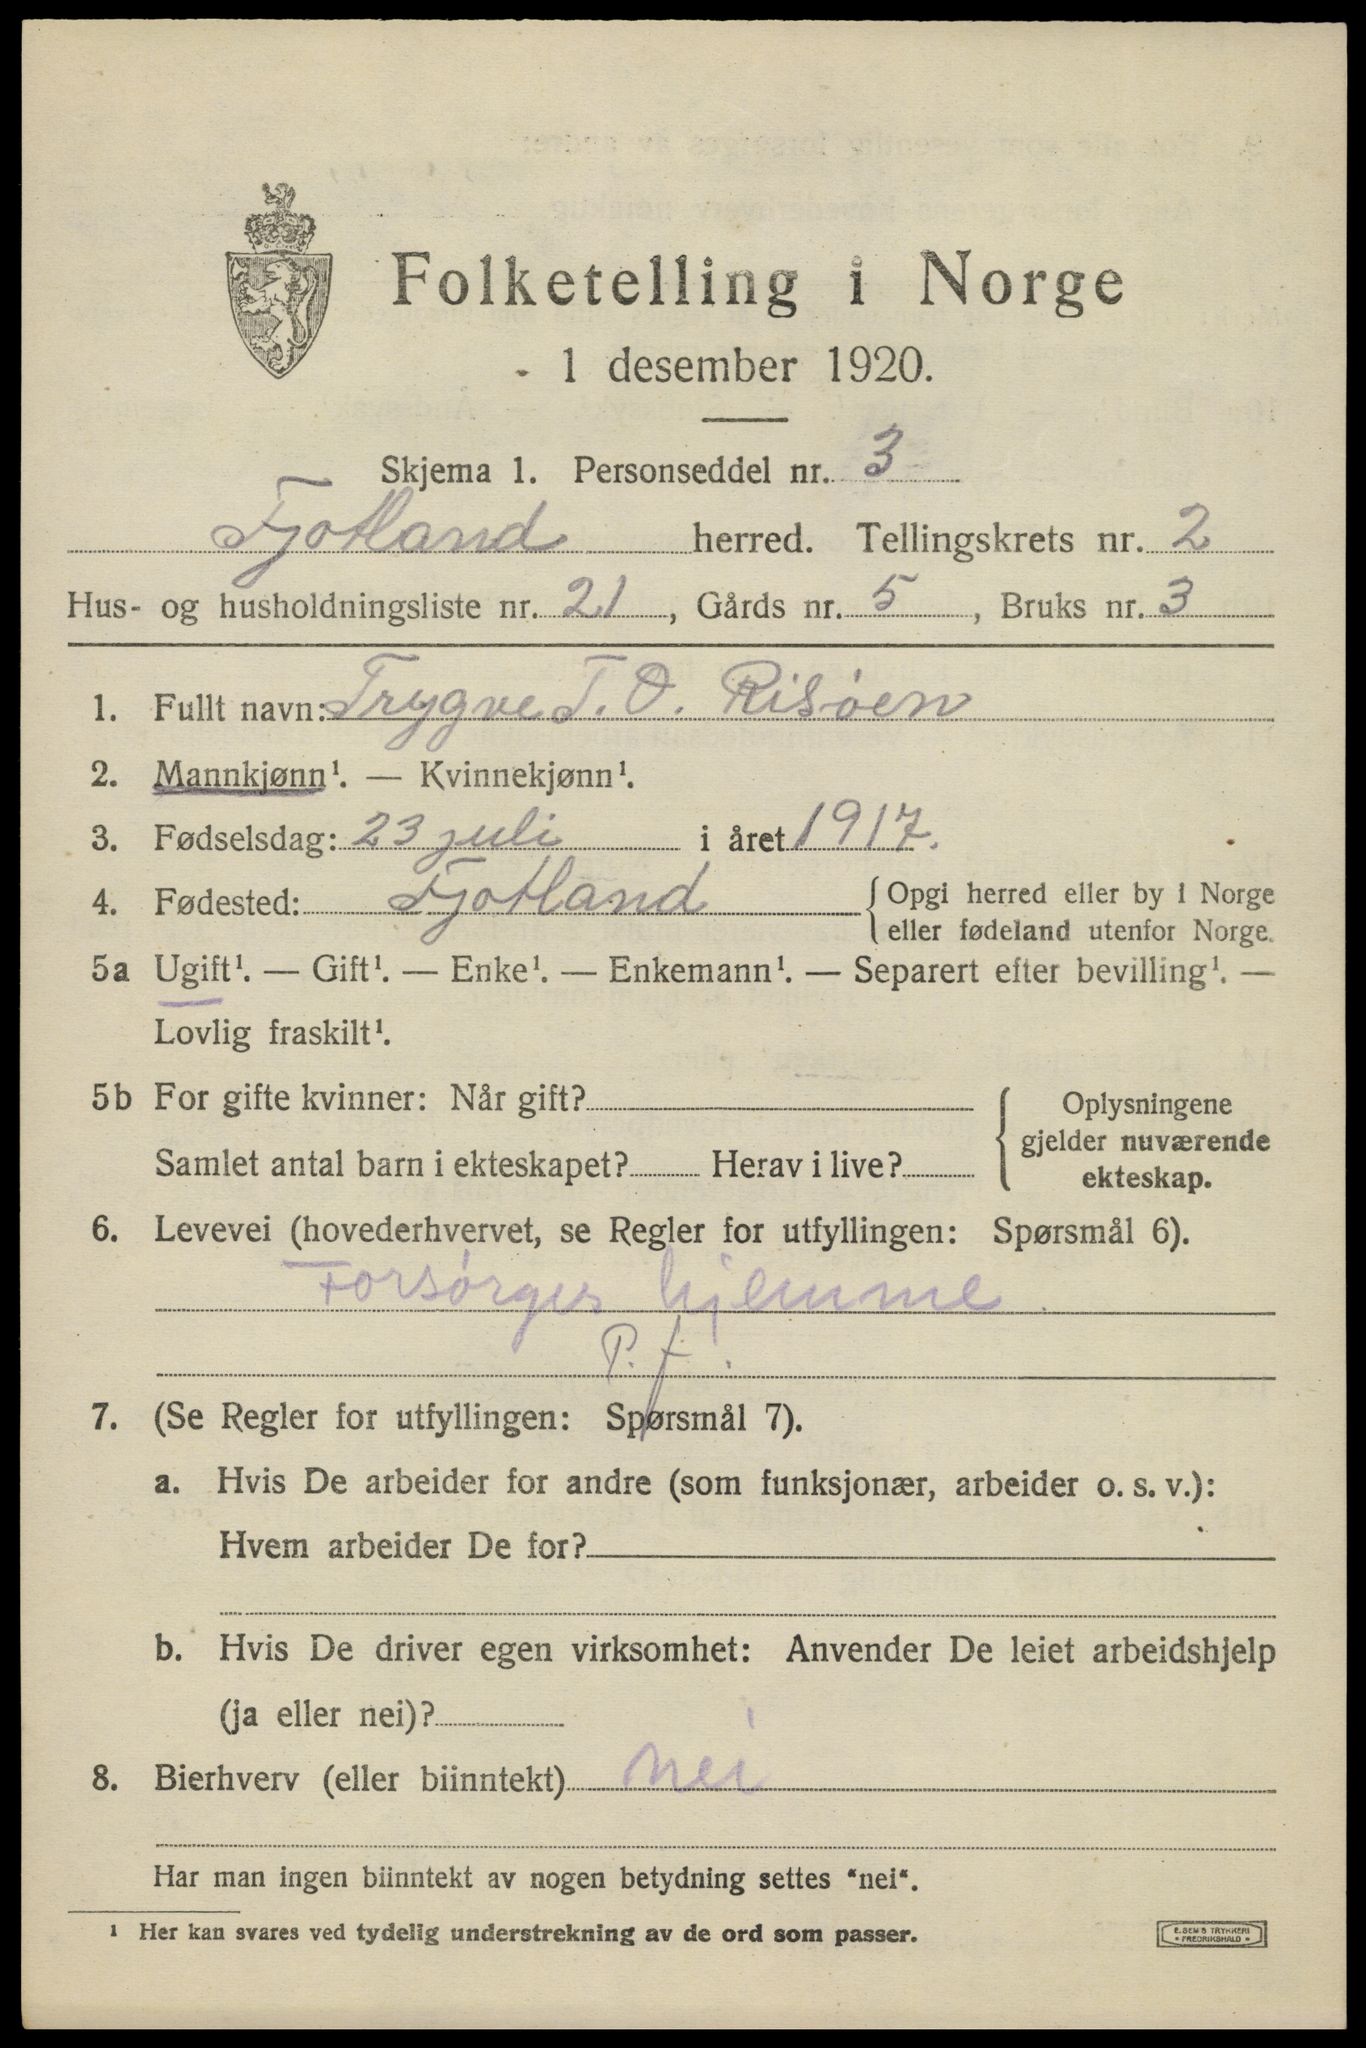 Folketelling i Norge
1 desember 1920.
Skjema 1. Personseddel nr. 3
Fjotland herred. Tellingskrets nr. 2
Hus- og husholdningsliste nr. 21, Gårds nr. 5, Bruks nr. 3
1. Fullt navn: Trygve T. O. Risöen
2. Mannkjønn¹. — Kvinnekjønn¹.
3. Fødselsdag: 23 juli i året 1917.
4. Fødested: Fjotland { Opgi herred eller by i Norge
eller fødeland utenfor Norge.
5a Ugift¹. — Gift¹. — Enke¹. — Enkemann¹. — Separert efter bevilling¹. —
Lovlig fraskilt¹.
5b For gifte kvinner: Når gift? { Oplysningene
gjelder nuværende
Samlet antal barn i ekteskapet? Herav i live?
ekteskap.
6. Levevei (hovederhvervet, se Regler for utfyllingen: Spørsmål 6).
Forsörges hjemme.
P. f.
7. (Se Regler for utfyllingen: Spørsmål 7).
a. Hvis De arbeider for andre (som funksjonær, arbeider o. s. v.):
Hvem arbeider De for?
b. Hvis De driver egen virksomhet: Anvender De leiet arbeidshjelp
(ja eller nei)?
8. Bierhverv (eller biinntekt) nei
Har man ingen biinntekt av nogen betydning settes "nei".
¹ Her kan svares ved tydelig understrekning av de ord som passer.
E. SEM'S TRYKKERI
• FREDRIKSHALD •